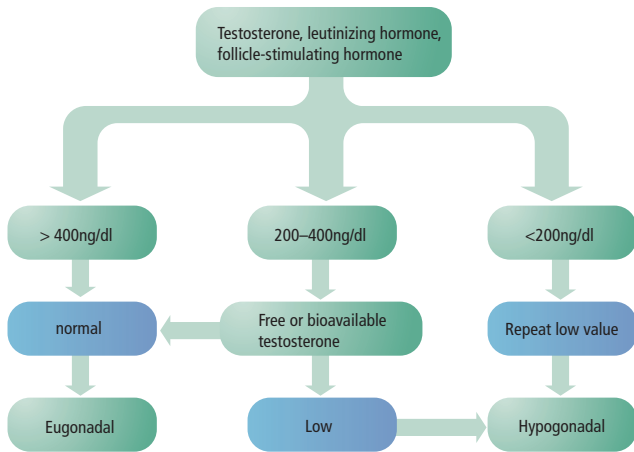 Testosterone, leutinizing hormone,
follicle-stimulating hormone
> 400ng/dl
200–400ng/dl
<200ng/dl
normal
Free or bioavailable
testosterone
Repeat low value
Eugonadal
Low
Hypogonadal